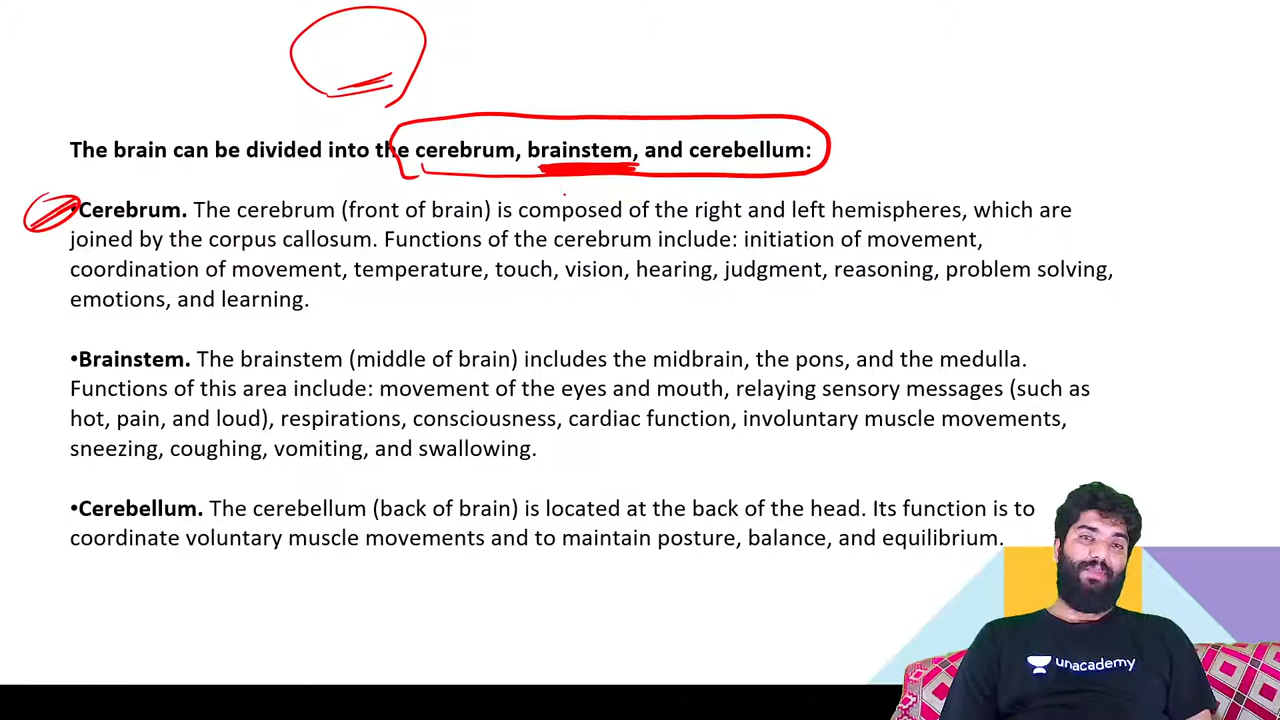 The brain can be divided into the cerebrum, brainstem, and cerebellum:
•Cerebrum. The cerebrum (front of brain) is composed of the right and left hemispheres, which are
joined by the corpus callosum. Functions of the cerebrum include: initiation of movement,
coordination of movement, temperature, touch, vision, hearing, judgment, reasoning, problem solving,
emotions, and learning.
•Brainstem. The brainstem (middle of brain) includes the midbrain, the pons, and the medulla.
Functions of this area include: movement of the eyes and mouth, relaying sensory messages (such as
hot, pain, and loud), respirations, consciousness, cardiac function, involuntary muscle movements,
sneezing, coughing, vomiting, and swallowing.
•Cerebellum. The cerebellum (back of brain) is located at the back of the head. Its function is to
coordinate voluntary muscle movements and to maintain posture, balance, and equilibrium.
unacademy